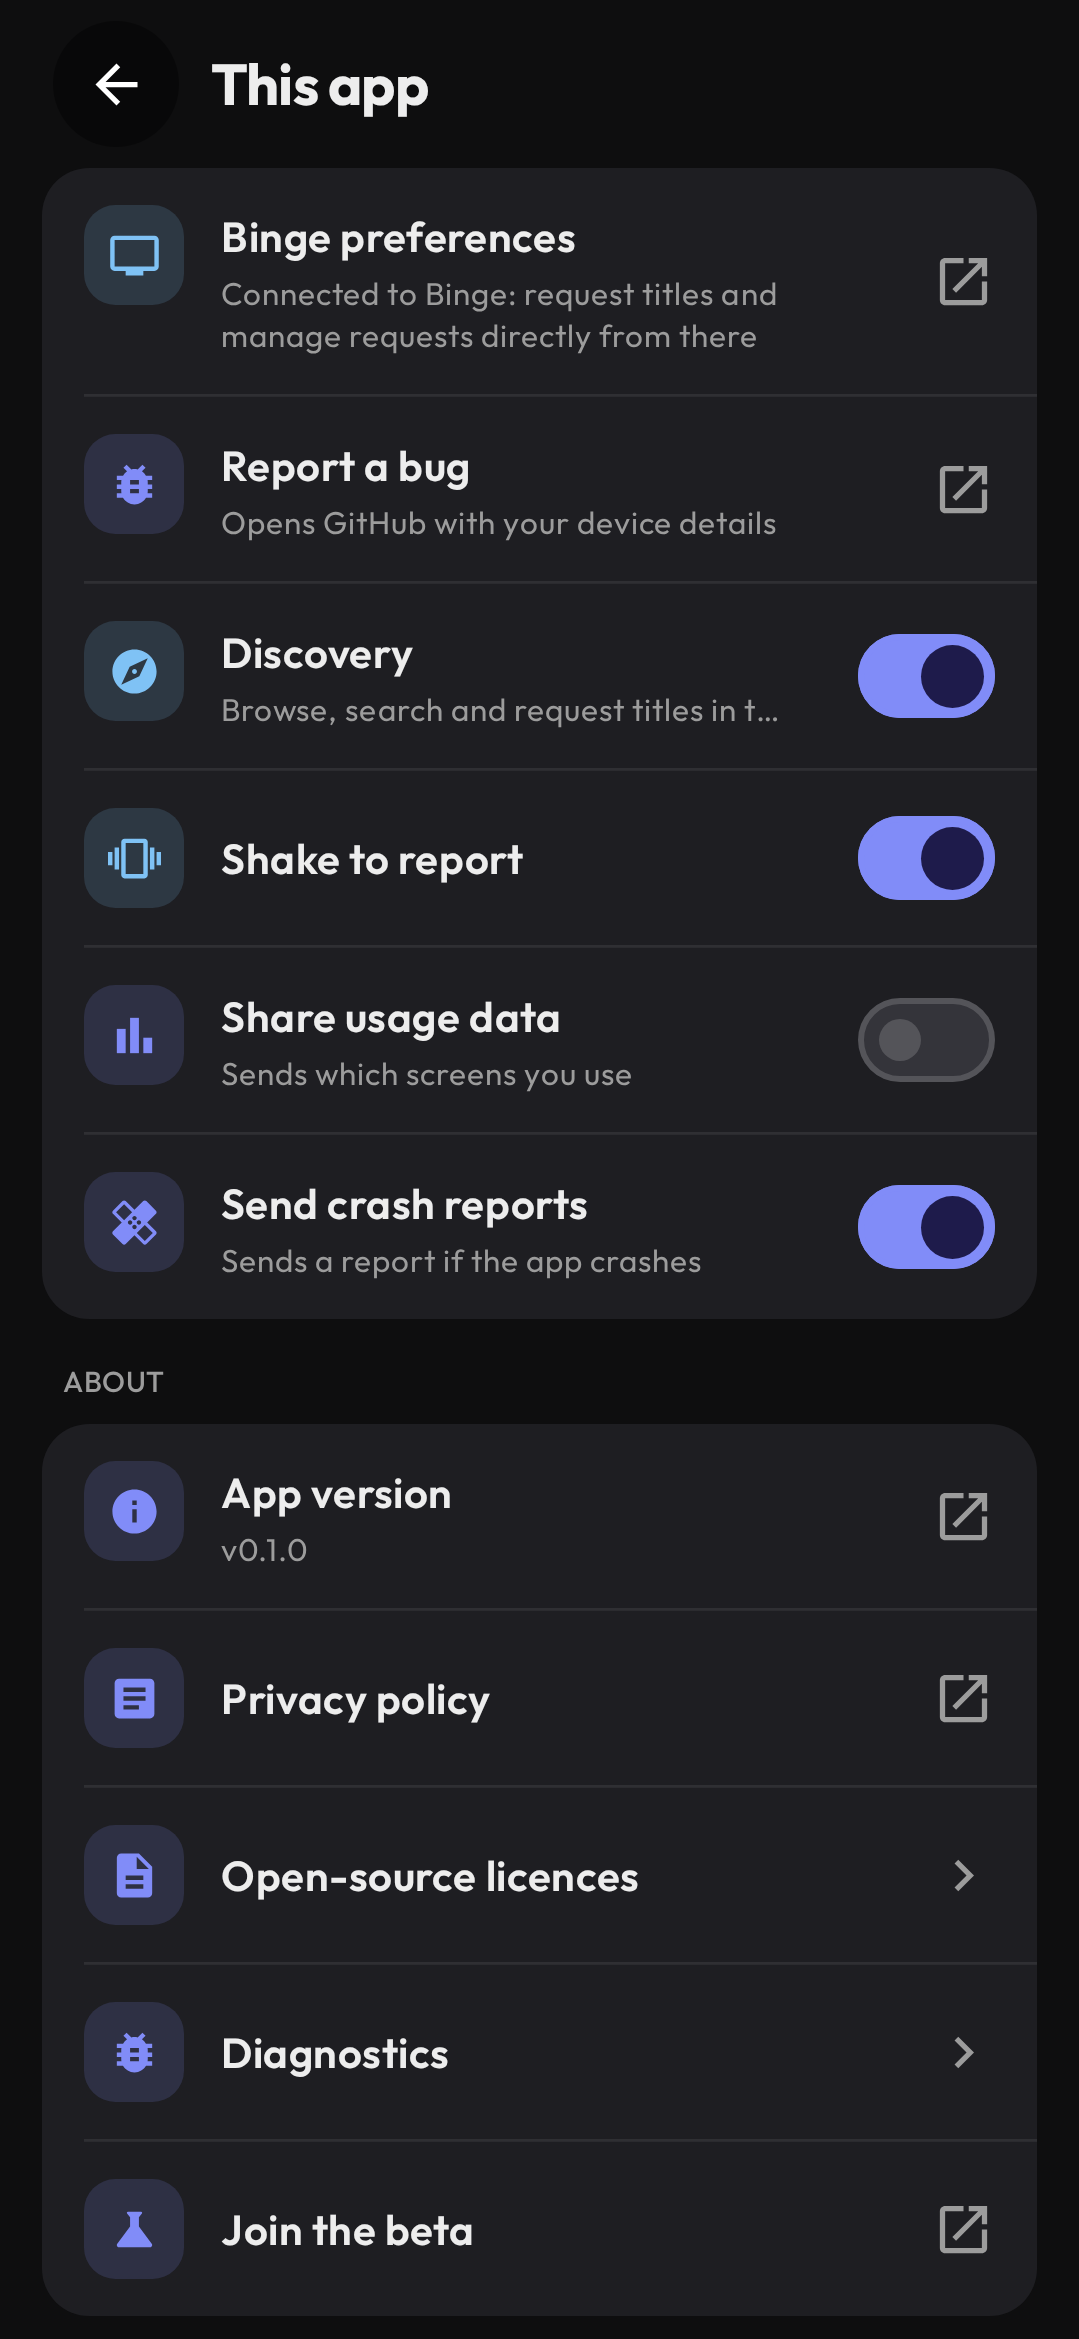 This app
Binge preferences
Connected to Binge: request titles and
manage requests directly from there
Report a bug
Opens GitHub with your device details
Discovery
Browse, search and request titles in t...
Shake to report
Share usage data
Sends which screens you use
Send crash reports
Sends a report if the app crashes
ABOUT
App version
v0.1.0
Privacy policy
Open-source licences
Diagnostics
Join the beta